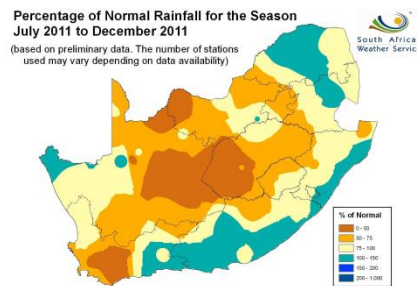 Percentage of Normal Rainfall for the Season
July 2011 to December 2011
(based on preliminary data. The number of stations
used may vary depending on data availability)
South Africa
Weather Servic
% of Normal
0 - 50
50 - 75
75 - 100
100 - 150
150 - 200
200 - 1,000